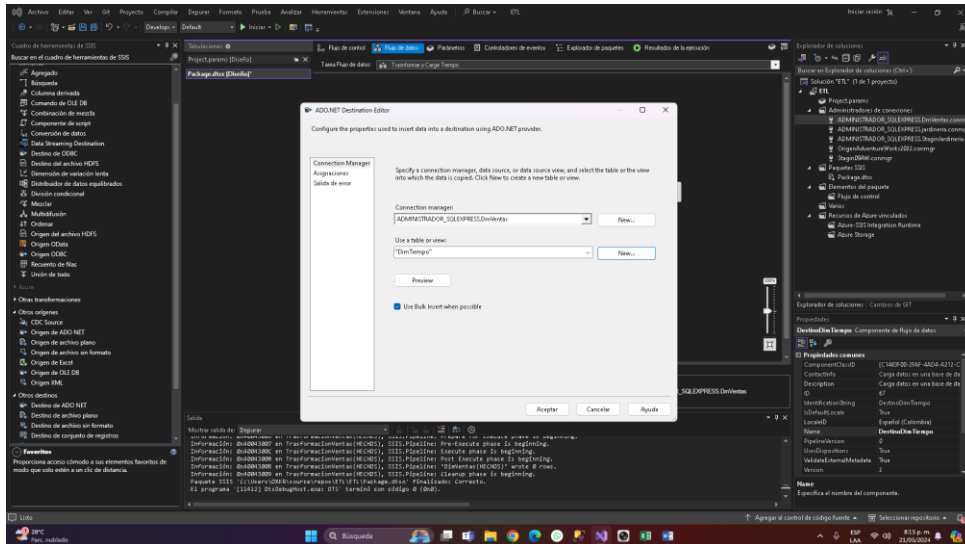 Archivo Editar Ver Git Proyecto Compilar Depurar Formato Prueba Analizar Herramientas Extensiones Ventana Ayuda Buscar ETL
Iniciar sesión
Develop Default Iniciar
Cuadro de herramientas de SSIS
Buscar en el cuadro de herramientas de SSIS
Agregado
Búsqueda
Columna derivada
Comando de OLE DB
Combinación de mezcla
Componente de script
Conversión de datos
Data Streaming Destination
Destino de ODBC
Destino del archivo HDFS
Dimensión de variación lenta
Distribuidor de datos equilibrados
División condicional
Mezclar
Multidifusión
Ordenar
Origen del archivo HDFS
Origen OData
Origen ODBC
Recuento de filas
Unión de todo
Azure
Otras transformaciones
Otros orígenes
CDC Source
Origen de ADO NET
Origen de archivo plano
Origen de archivo sin formato
Origen de Excel
Origen de OLE DB
Origen XML
Otros destinos
Destino de ADO NET
Destino de archivo plano
Destino de archivo sin formato
Destino de conjunto de registros
Favoritos
Proporciona acceso cómodo a sus elementos favoritos de
modo que solo estén a un clic de distancia.
Tabulaciones
Project.params [Diseño]
Package.dtsx [Diseño]*
Flujo de control Flujo de datos Parámetros Controladores de eventos Explorador de paquetes Resultados de la ejecución
Tarea Flujo de datos: Trasnformar y Cargar Tiempo
ADO.NET Destination Editor
Configure the properties used to insert data into a destination using ADO.NET provider.
Connection Manager
Asignaciones
Salida de error
Specify a connection manager, data source, or data source view, and select the table or the view
into which the data is copied. Click New to create a new table or view.
Connection manager:
ADMINISTRADOR_SQLEXPRESS.DmVentas
New...
Use a table or view:
"DimTiempo"
New...
Preview
Use Bulk Insert when possible
Aceptar Cancelar Ayuda
_SQLEXPRESS.DmVentas
Salida
Mostrar salida de: Depurar
Información: 0x40043007 en TrasformacionVentas(HECHOS), SSIS.Pipeline: Pre-Execute phase is beginning.
Información: 0x4004300C en TrasformacionVentas(HECHOS), SSIS.Pipeline: Execute phase is beginning.
Información: 0x40043008 en TrasformacionVentas(HECHOS), SSIS.Pipeline: Post Execute phase is beginning.
Información: 0x4004300B en TrasformacionVentas(HECHOS), SSIS.Pipeline: "DimVentas(HECHOS)" wrote 0 rows.
Información: 0x40043009 en TrasformacionVentas(HECHOS), SSIS.Pipeline: Cleanup phase is beginning.
El programa '[11412] DtsDebugHost.exe: DTS' terminó con código 0 (0x0).
Explorador de soluciones
Buscar en Explorador de soluciones (Ctrl+')
Solución "ETL" (1 de 1 proyecto)
ETL
Project.params
Administradores de conexiones
ADMINISTRADOR_SQLEXPRESS.DmVentas.conm
ADMINISTRADOR_SQLEXPRESS.jardineria.conmg
ADMINISTRADOR_SQLEXPRESS.StaginJardineria
OrigenAdventureWorks2022.conmgr
Paquetes SSIS
Package.dtsx
Elementos del paquete
Flujo de control
Varios
Recursos de Azure vinculados
Azure-SSIS Integration Runtime
Azure Storage
Explorador de soluciones Cambios de GIT
Propiedades
DestinoDimTiempo Componente de flujo de datos
Propiedades comunes
ComponentClassID
ContactInfo Carga datos en una base de da
Description Carga datos en una base de da
ID 67
IdentificationString DestinoDimTiempo
IsDefaultLocale True
LocaleID Español (Colombia)
Name DestinoDimTiempo
PipelineVersion 0
UsesDispositions True
ValidateExternalMetadata True
Version 2
Name
Especifica el nombre del componente.
Listo
Agregar al control de código fuente Seleccionar repositorio
28°C
Parc. nublado
Búsqueda
ESP
LAA
8:15 p. m.
21/05/2024